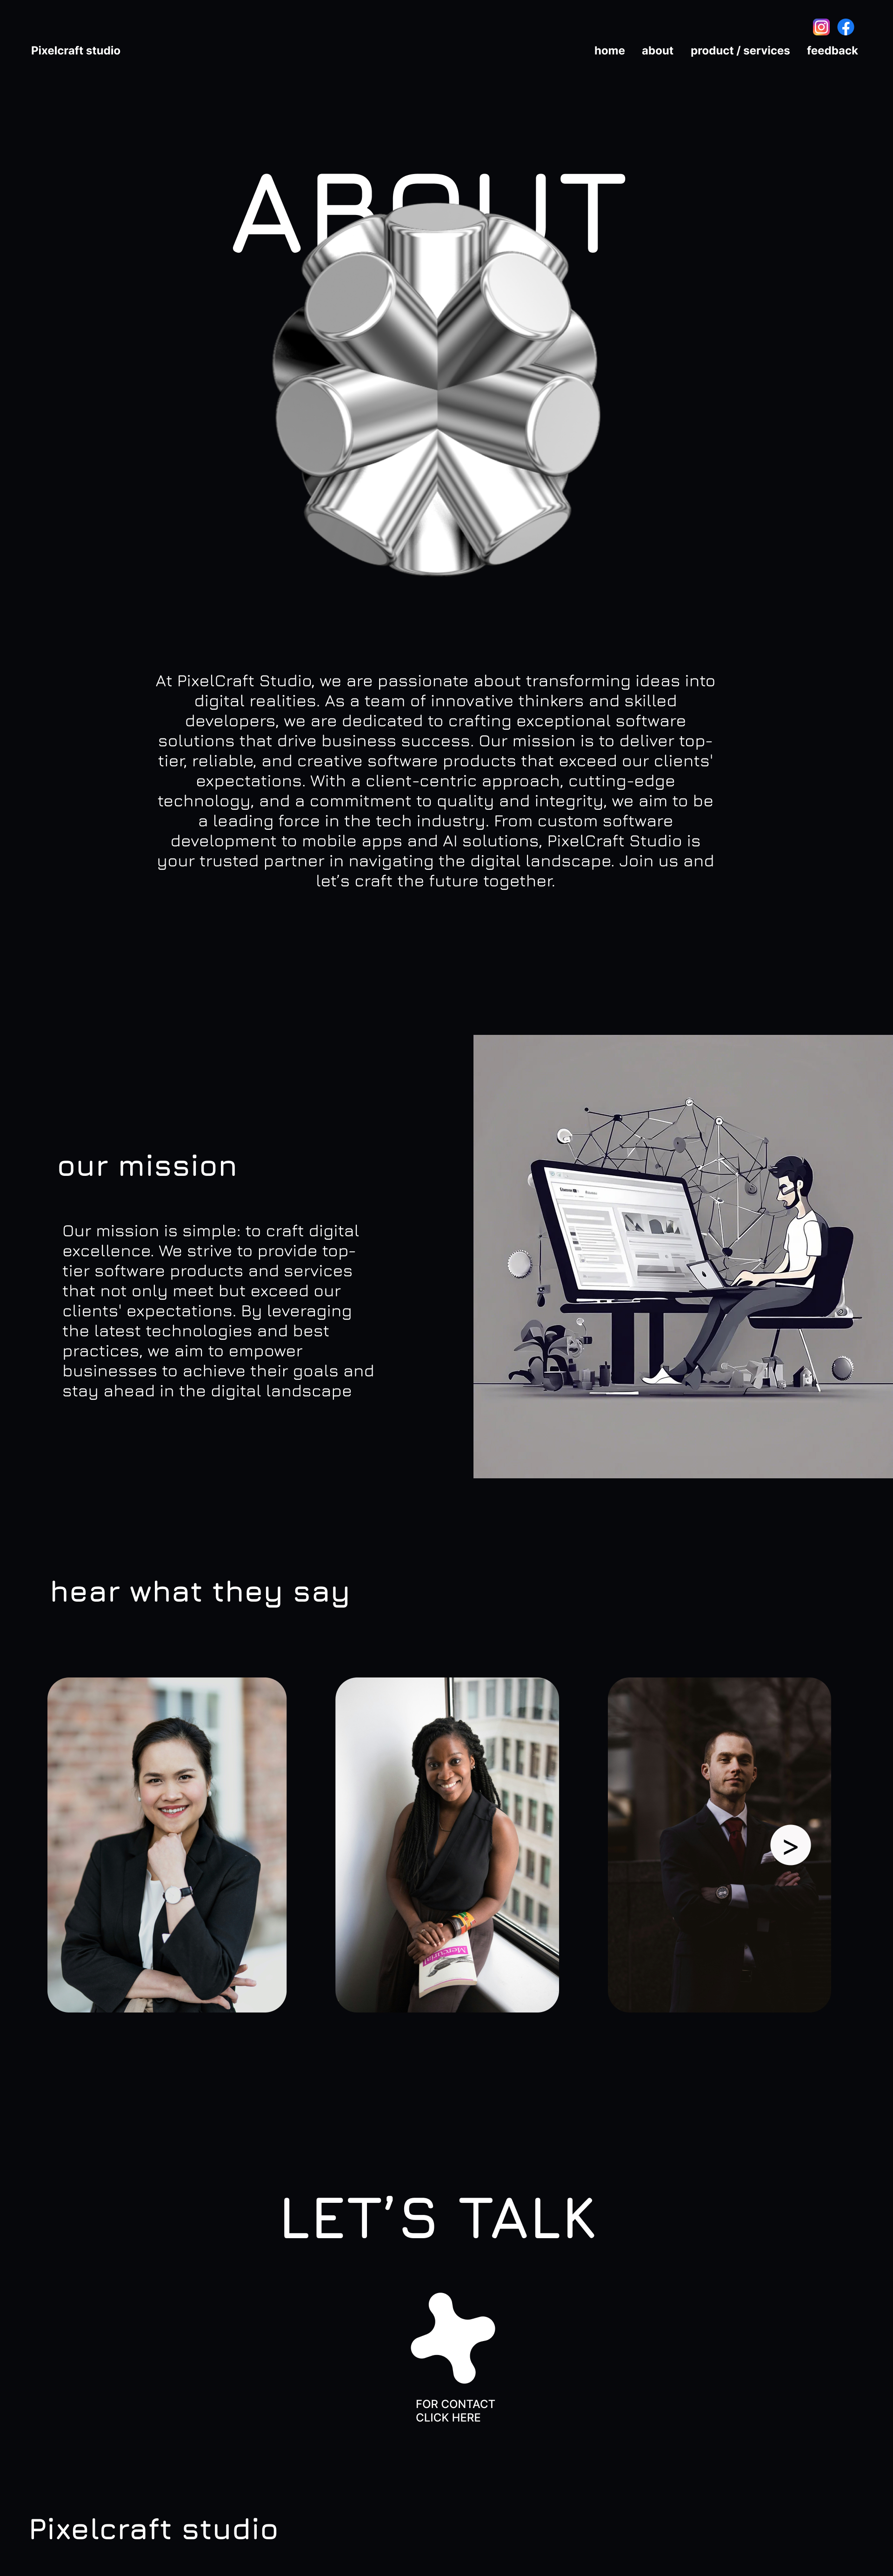 Pixelcraft studio
home about product / services feedback
ABOUT
At PixelCraft Studio, we are passionate about transforming ideas into
digital realities. As a team of innovative thinkers and skilled
developers, we are dedicated to crafting exceptional software
solutions that drive business success. Our mission is to deliver top-
tier, reliable, and creative software products that exceed our clients'
expectations. With a client-centric approach, cutting-edge
technology, and a commitment to quality and integrity, we aim to be
a leading force in the tech industry. From custom software
development to mobile apps and AI solutions, PixelCraft Studio is
your trusted partner in navigating the digital landscape. Join us and
let’s craft the future together.
our mission
Our mission is simple: to craft digital
excellence. We strive to provide top-
tier software products and services
that not only meet but exceed our
clients' expectations. By leveraging
the latest technologies and best
practices, we aim to empower
businesses to achieve their goals and
stay ahead in the digital landscape
hear what they say
Mercurial
>
LET’S TALK
FOR CONTACT
CLICK HERE
Pixelcraft studio